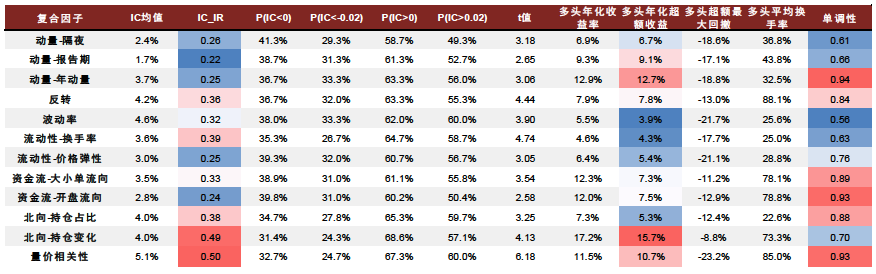 复合因子 IC均值 IC_IR P(IC<0) P(IC<-0.02) P(IC>0) P(IC>0.02) t值 多头年化收益率 多头年化超额收益 多头超额最大回撤 多头平均换手率 单调性
动量-隔夜 2.4% 0.26 41.3% 29.3% 58.7% 49.3% 3.18 6.9% 6.7% -18.6% 36.8% 0.61
动量-报告期 1.7% 0.22 38.7% 31.3% 61.3% 52.7% 2.65 9.3% 9.1% -17.1% 43.8% 0.66
动量-年动量 3.7% 0.25 36.7% 33.3% 63.3% 56.0% 3.06 12.9% 12.7% -18.8% 32.5% 0.94
反转 4.2% 0.36 36.7% 32.0% 63.3% 55.3% 4.44 7.9% 7.8% -13.0% 88.1% 0.84
波动率 4.6% 0.32 38.0% 33.3% 62.0% 60.0% 3.90 5.5% 3.9% -21.7% 25.6% 0.56
流动性-换手率 3.6% 0.39 35.3% 26.7% 64.7% 58.7% 4.74 4.6% 4.3% -17.7% 25.0% 0.63
流动性-价格弹性 3.0% 0.25 39.3% 32.0% 60.7% 56.7% 3.05 6.4% 5.4% -21.1% 28.8% 0.76
资金流-大小单流向 3.5% 0.33 38.9% 31.0% 61.1% 55.8% 3.54 12.3% 7.3% -11.2% 78.1% 0.89
资金流-开盘流向 2.8% 0.24 39.8% 31.0% 60.2% 50.4% 2.58 12.0% 7.5% -12.9% 78.8% 0.93
北向-持仓占比 4.0% 0.38 34.7% 27.8% 65.3% 59.7% 3.25 7.3% 5.3% -12.4% 22.6% 0.88
北向-持仓变化 4.0% 0.49 31.4% 24.3% 68.6% 57.1% 4.13 17.2% 15.7% -8.8% 73.3% 0.70
量价相关性 5.1% 0.50 32.7% 24.7% 67.3% 60.0% 6.18 11.5% 10.7% -23.2% 85.0% 0.93